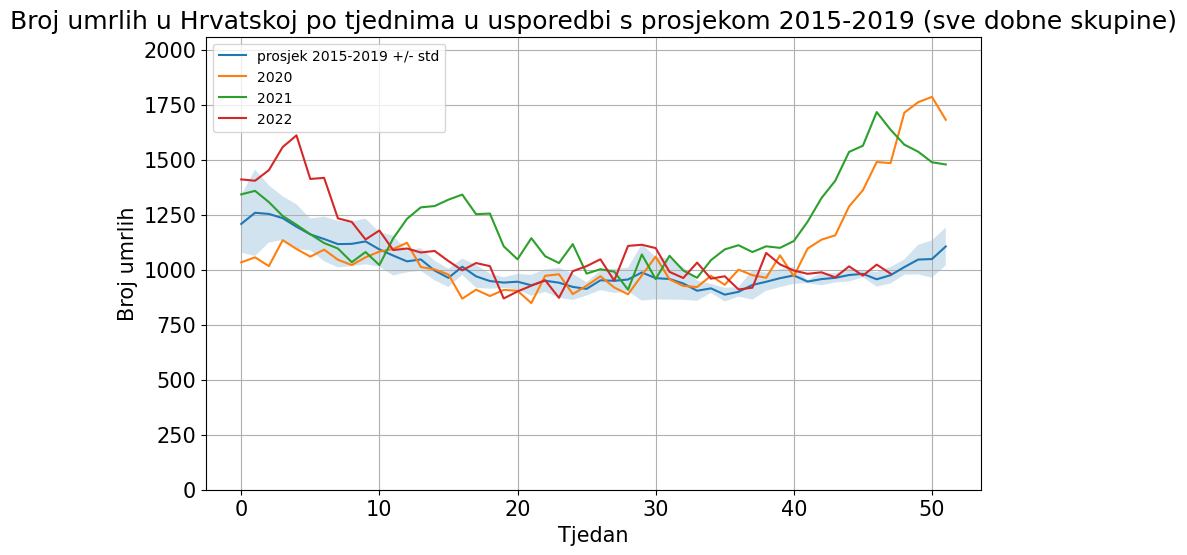 Broj umrlih u Hrvatskoj po tjednima u usporedbi s prosjekom 2015-2019 (sve dobne skupine)
prosjek 2015-2019 +/- std
2020
2021
2022
2000
1750
1500
1250
1000
750
500
250
0
Broj umrlih
0 10 20 30 40 50
Tjedan